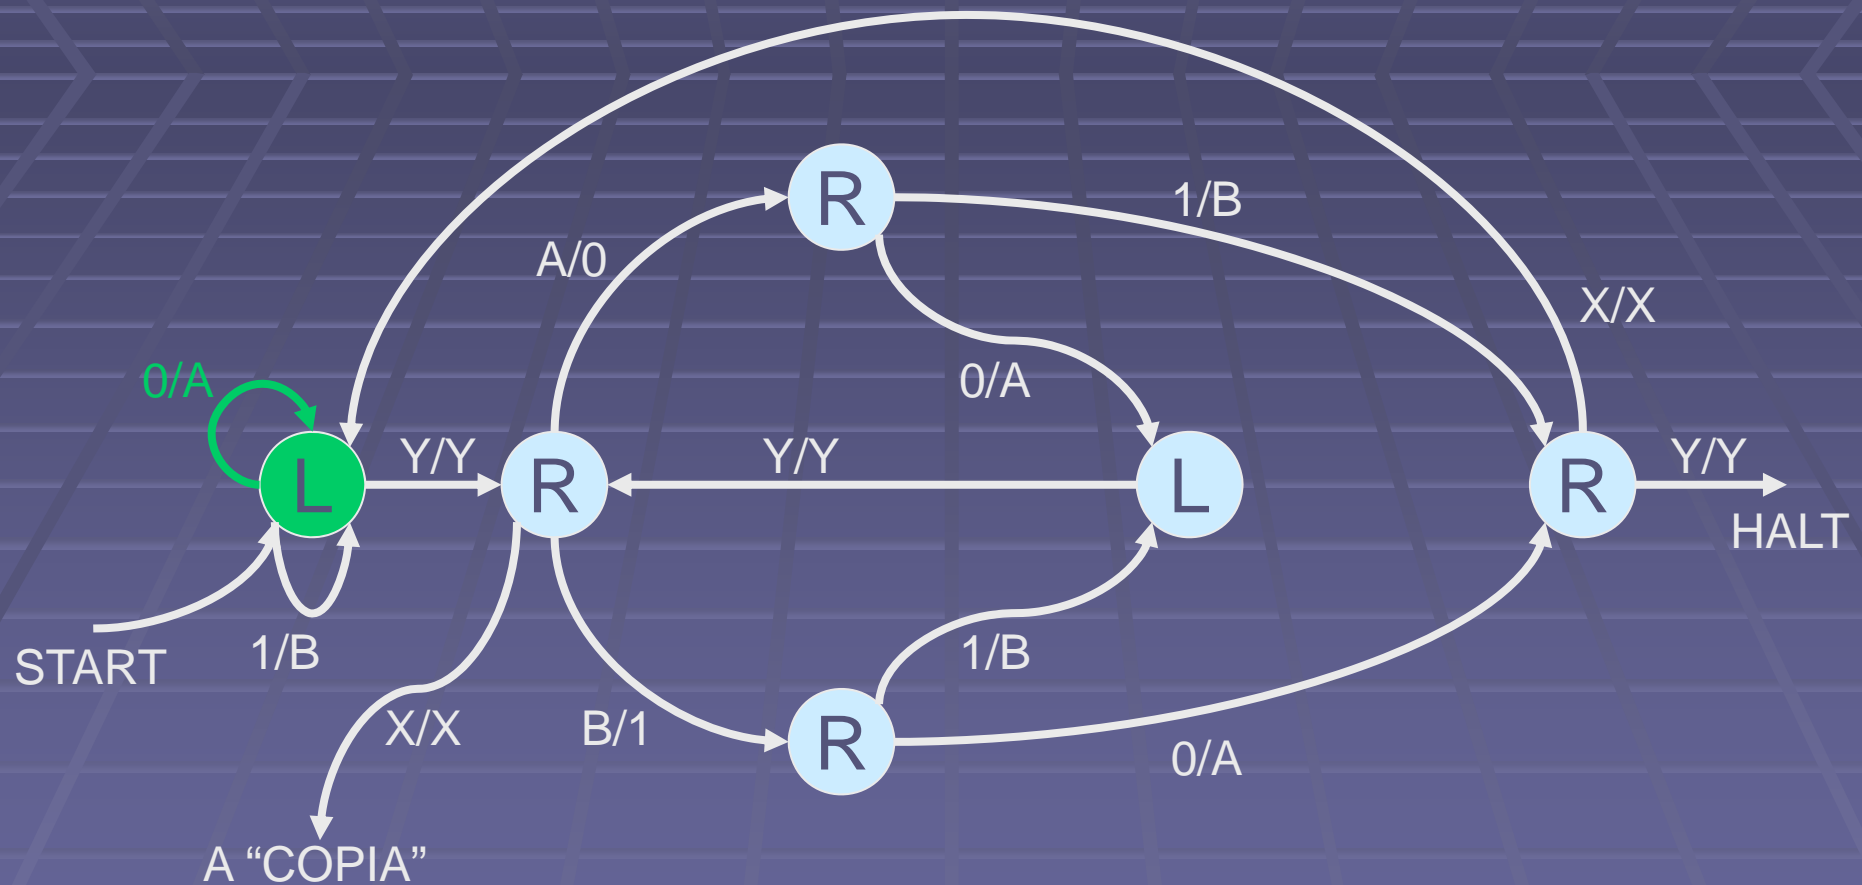 R
1/B
A/0
X/X
0/A
0/A
Y/Y
Y/Y
Y/Y
L
R
L
R
HALT
START
1/B
1/B
X/X
B/1
R
0/A
A “COPIA”